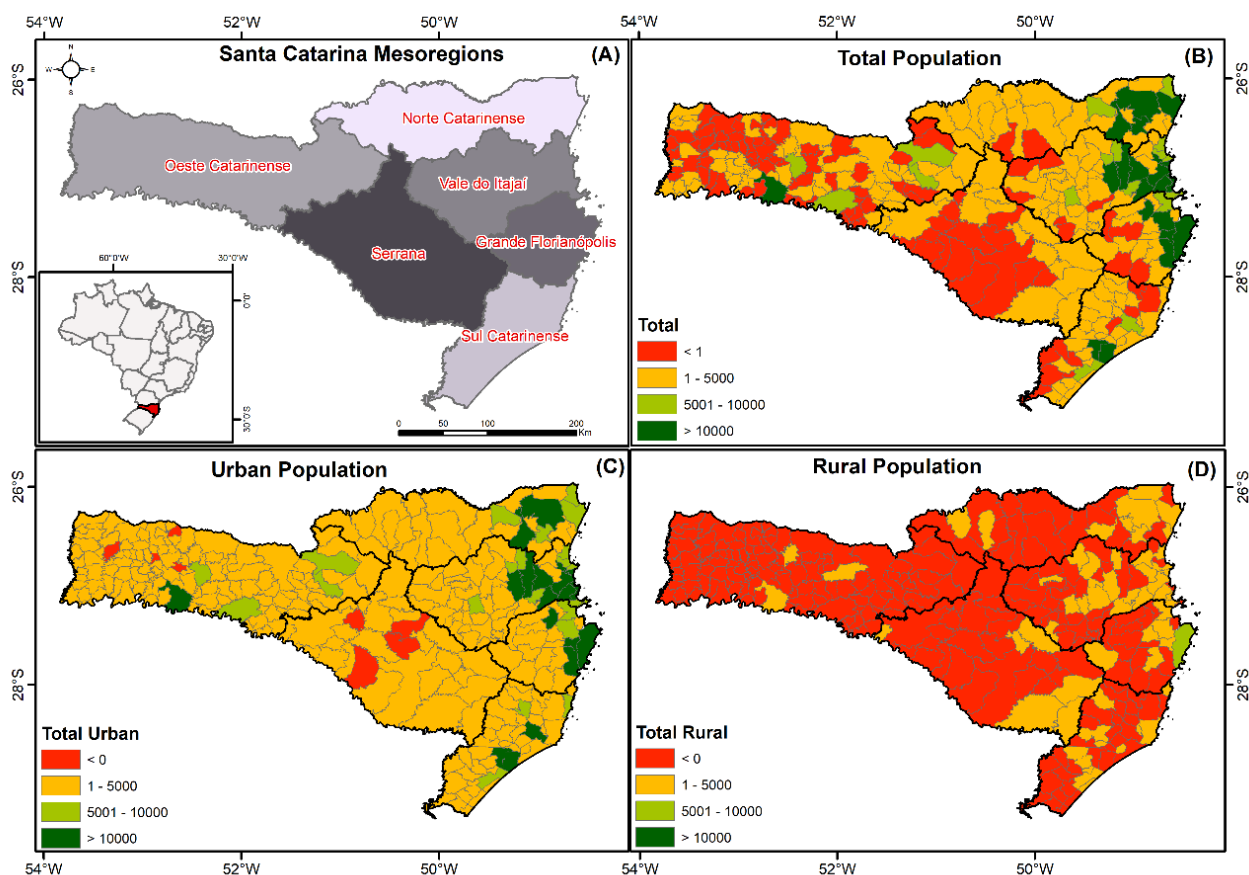 54°W 52°W 50°W 54°W 52°W 50°W
Santa Catarina Mesoregions (A)
N
W E
S
26°S
Norte Catarinense
Oeste Catarinense
Vale do Itajaí
Grande Florianópolis
Serrana
Sul Catarinense
28°S
60°0'W 30°0'W
0°0'
30°0'S
0 50 100 200
Km
Total Population (B)
26°S
28°S
Total
< 1
1 - 5000
5001 - 10000
> 10000
Urban Population (C)
26°S
28°S
Total Urban
< 0
1 - 5000
5001 - 10000
> 10000
Rural Population (D)
26°S
28°S
Total Rural
< 0
1 - 5000
5001 - 10000
> 10000
54°W 52°W 50°W 54°W 52°W 50°W